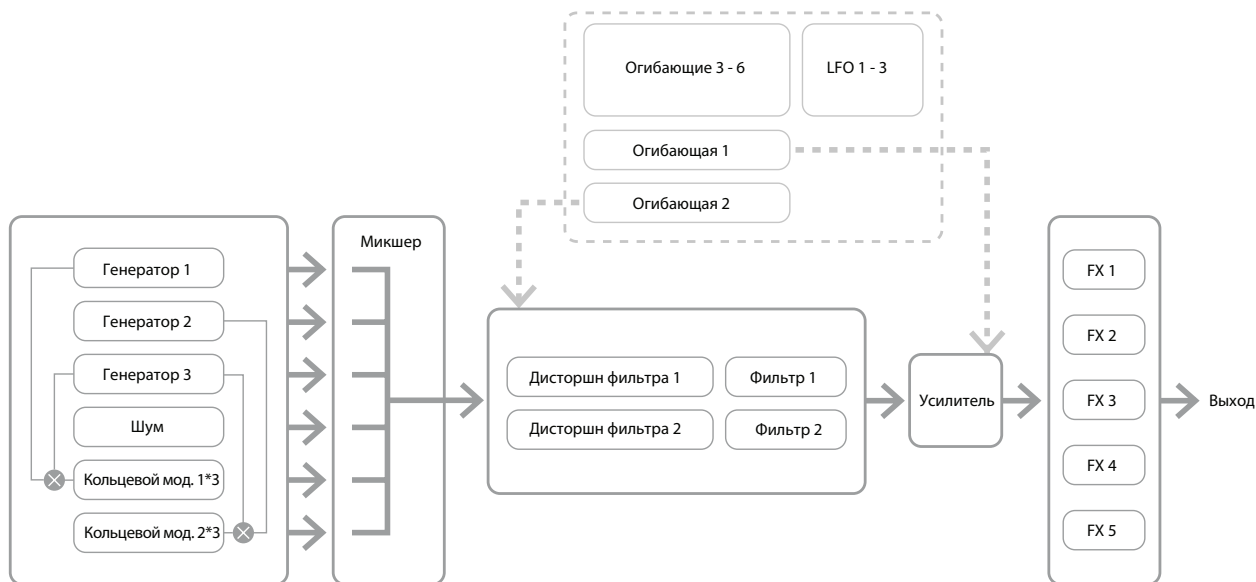 Огибающие 3 - 6
LFO 1 - 3
Огибающая 1
Огибающая 2
Генератор 1
Генератор 2
Генератор 3
Шум
Кольцевой мод. 1*3
Кольцевой мод. 2*3
Микшер
Дисторшн фильтра 1
Фильтр 1
Дисторшн фильтра 2
Фильтр 2
Усилитель
FX 1
FX 2
FX 3
FX 4
FX 5
Выход